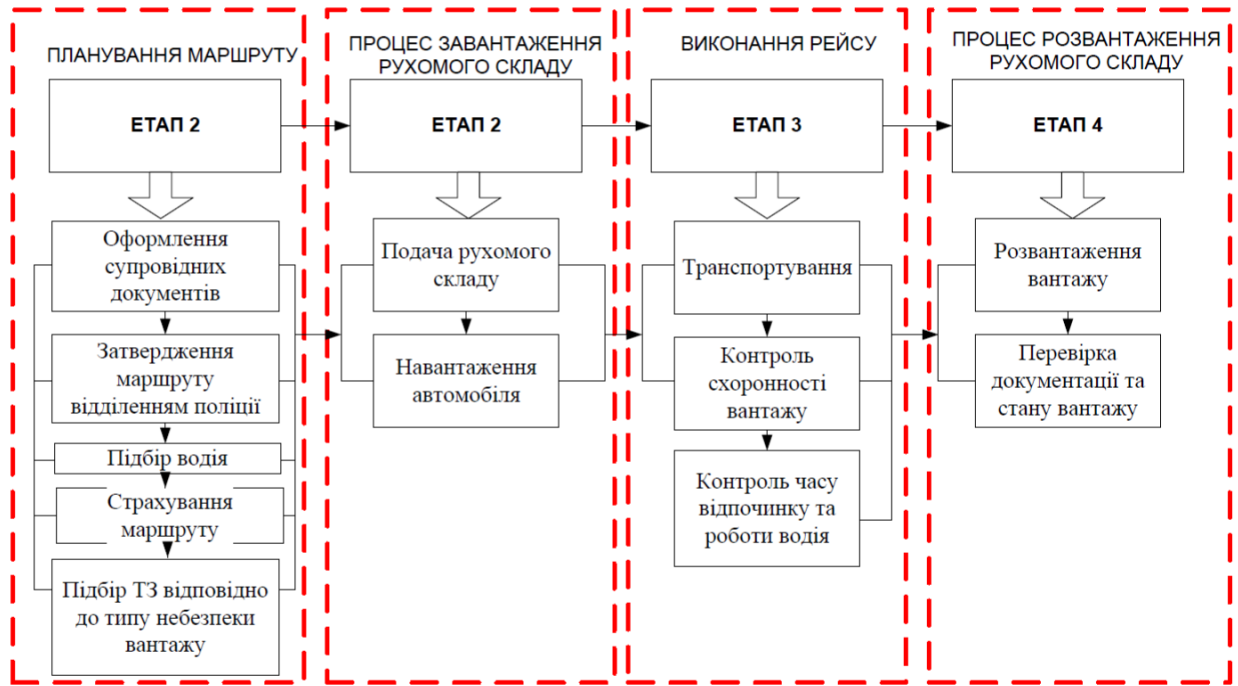 ПЛАНУВАННЯ МАРШРУТУ
ЕТАП 2
Оформлення
супровідних
документів
Затвердження
маршруту
відділенням поліції
Підбір водія
Страхування
маршруту
Підбір ТЗ відповідно
до типу небезпеки
вантажу
ПРОЦЕС ЗАВАНТАЖЕННЯ
РУХОМОГО СКЛАДУ
ЕТАП 2
Подача рухомого
складу
Навантаження
автомобіля
ВИКОНАННЯ РЕЙСУ
ЕТАП 3
Транспортування
Контроль
схоронності
вантажу
Контроль часу
відпочинку та
роботи водія
ПРОЦЕС РОЗВАНТАЖЕННЯ
РУХОМОГО СКЛАДУ
ЕТАП 4
Розвантаження
вантажу
Перевірка
документації та
стану вантажу